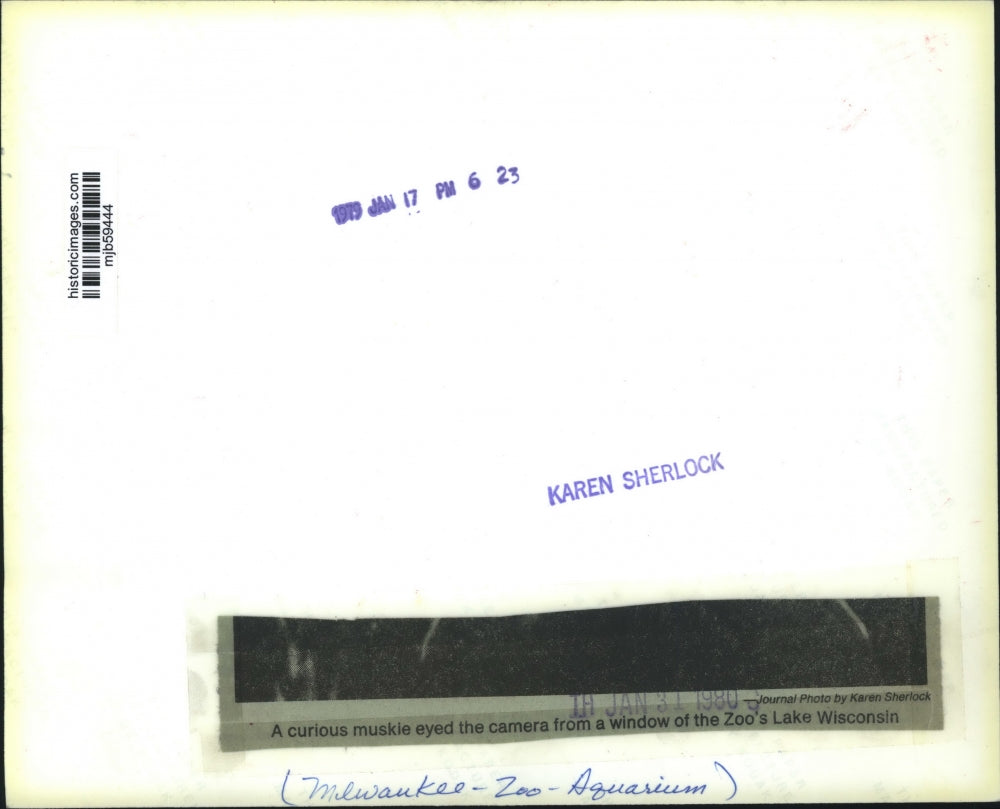 historicimages.com
mjb59444
1979 JAN 17 PM 6 23
KAREN SHERLOCK
JAN 31 1980
—Journal Photo by Karen Sherlock
A curious muskie eyed the camera from a window of the Zoo's Lake Wisconsin
(Milwaukee - Zoo - Aquarium)